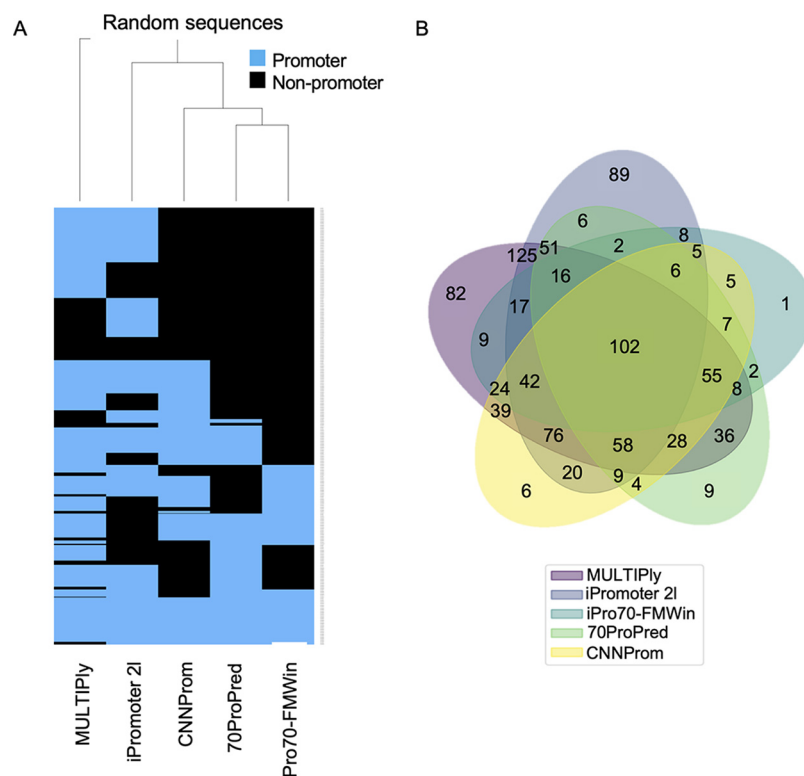 A
Random sequences
Promoter
Non-promoter
MULTIPly
iPromoter 2l
CNNProm
70ProPred
Pro70-FMWin
B
89
6
8
2
5
51
125
16
6
5
82
17
7
1
9
102
2
55
42
8
24
39
76
58
28
36
20
9
4
6
9
MULTIPly
iPromoter 2l
iPro70-FMWin
70ProPred
CNNProm